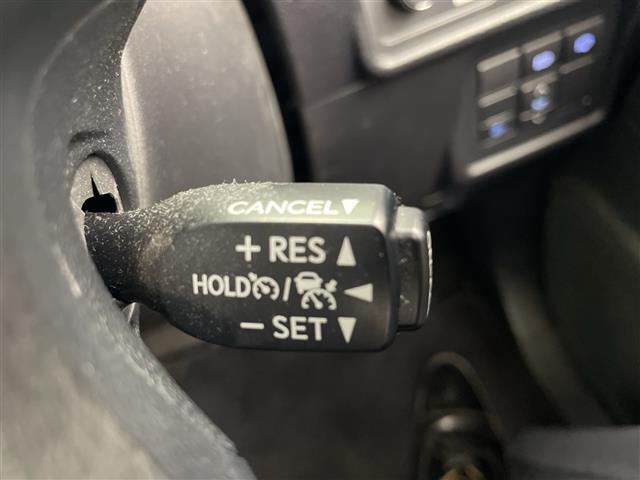 CANCEL▼
+ RES ▲
HOLD / ◄
− SET ▼